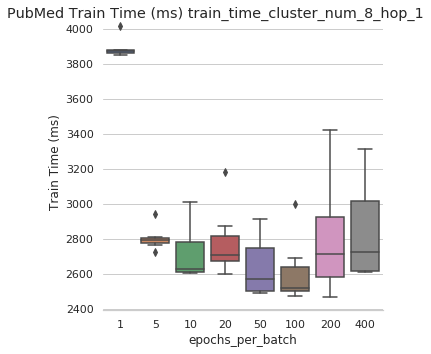 PubMed Train Time (ms) train_time_cluster_num_8_hop_1
4000
3800
3600
3400
3200
3000
2800
2600
2400
Train Time (ms)
1 5 10 20 50 100 200 400
epochs_per_batch